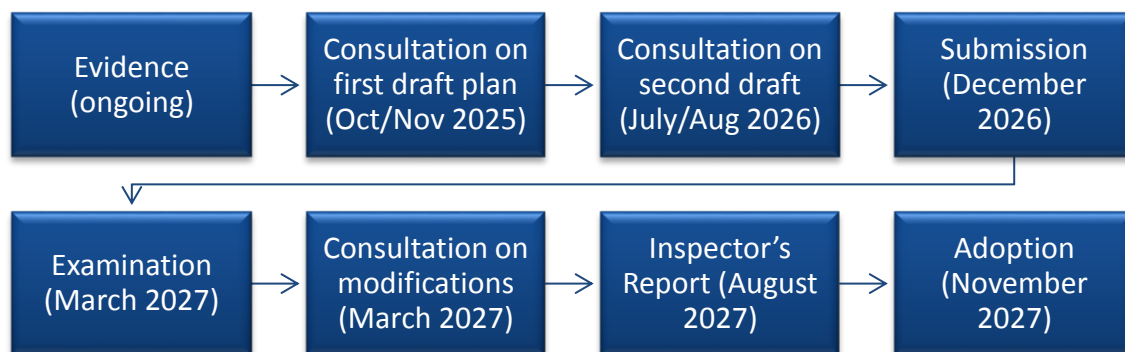 Evidence
(ongoing)
Consultation on
first draft plan
(Oct/Nov 2025)
Consultation on
second draft
(July/Aug 2026)
Submission
(December
2026)
Examination
(March 2027)
Consultation on
modifications
(March 2027)
Inspector’s
Report (August
2027)
Adoption
(November
2027)